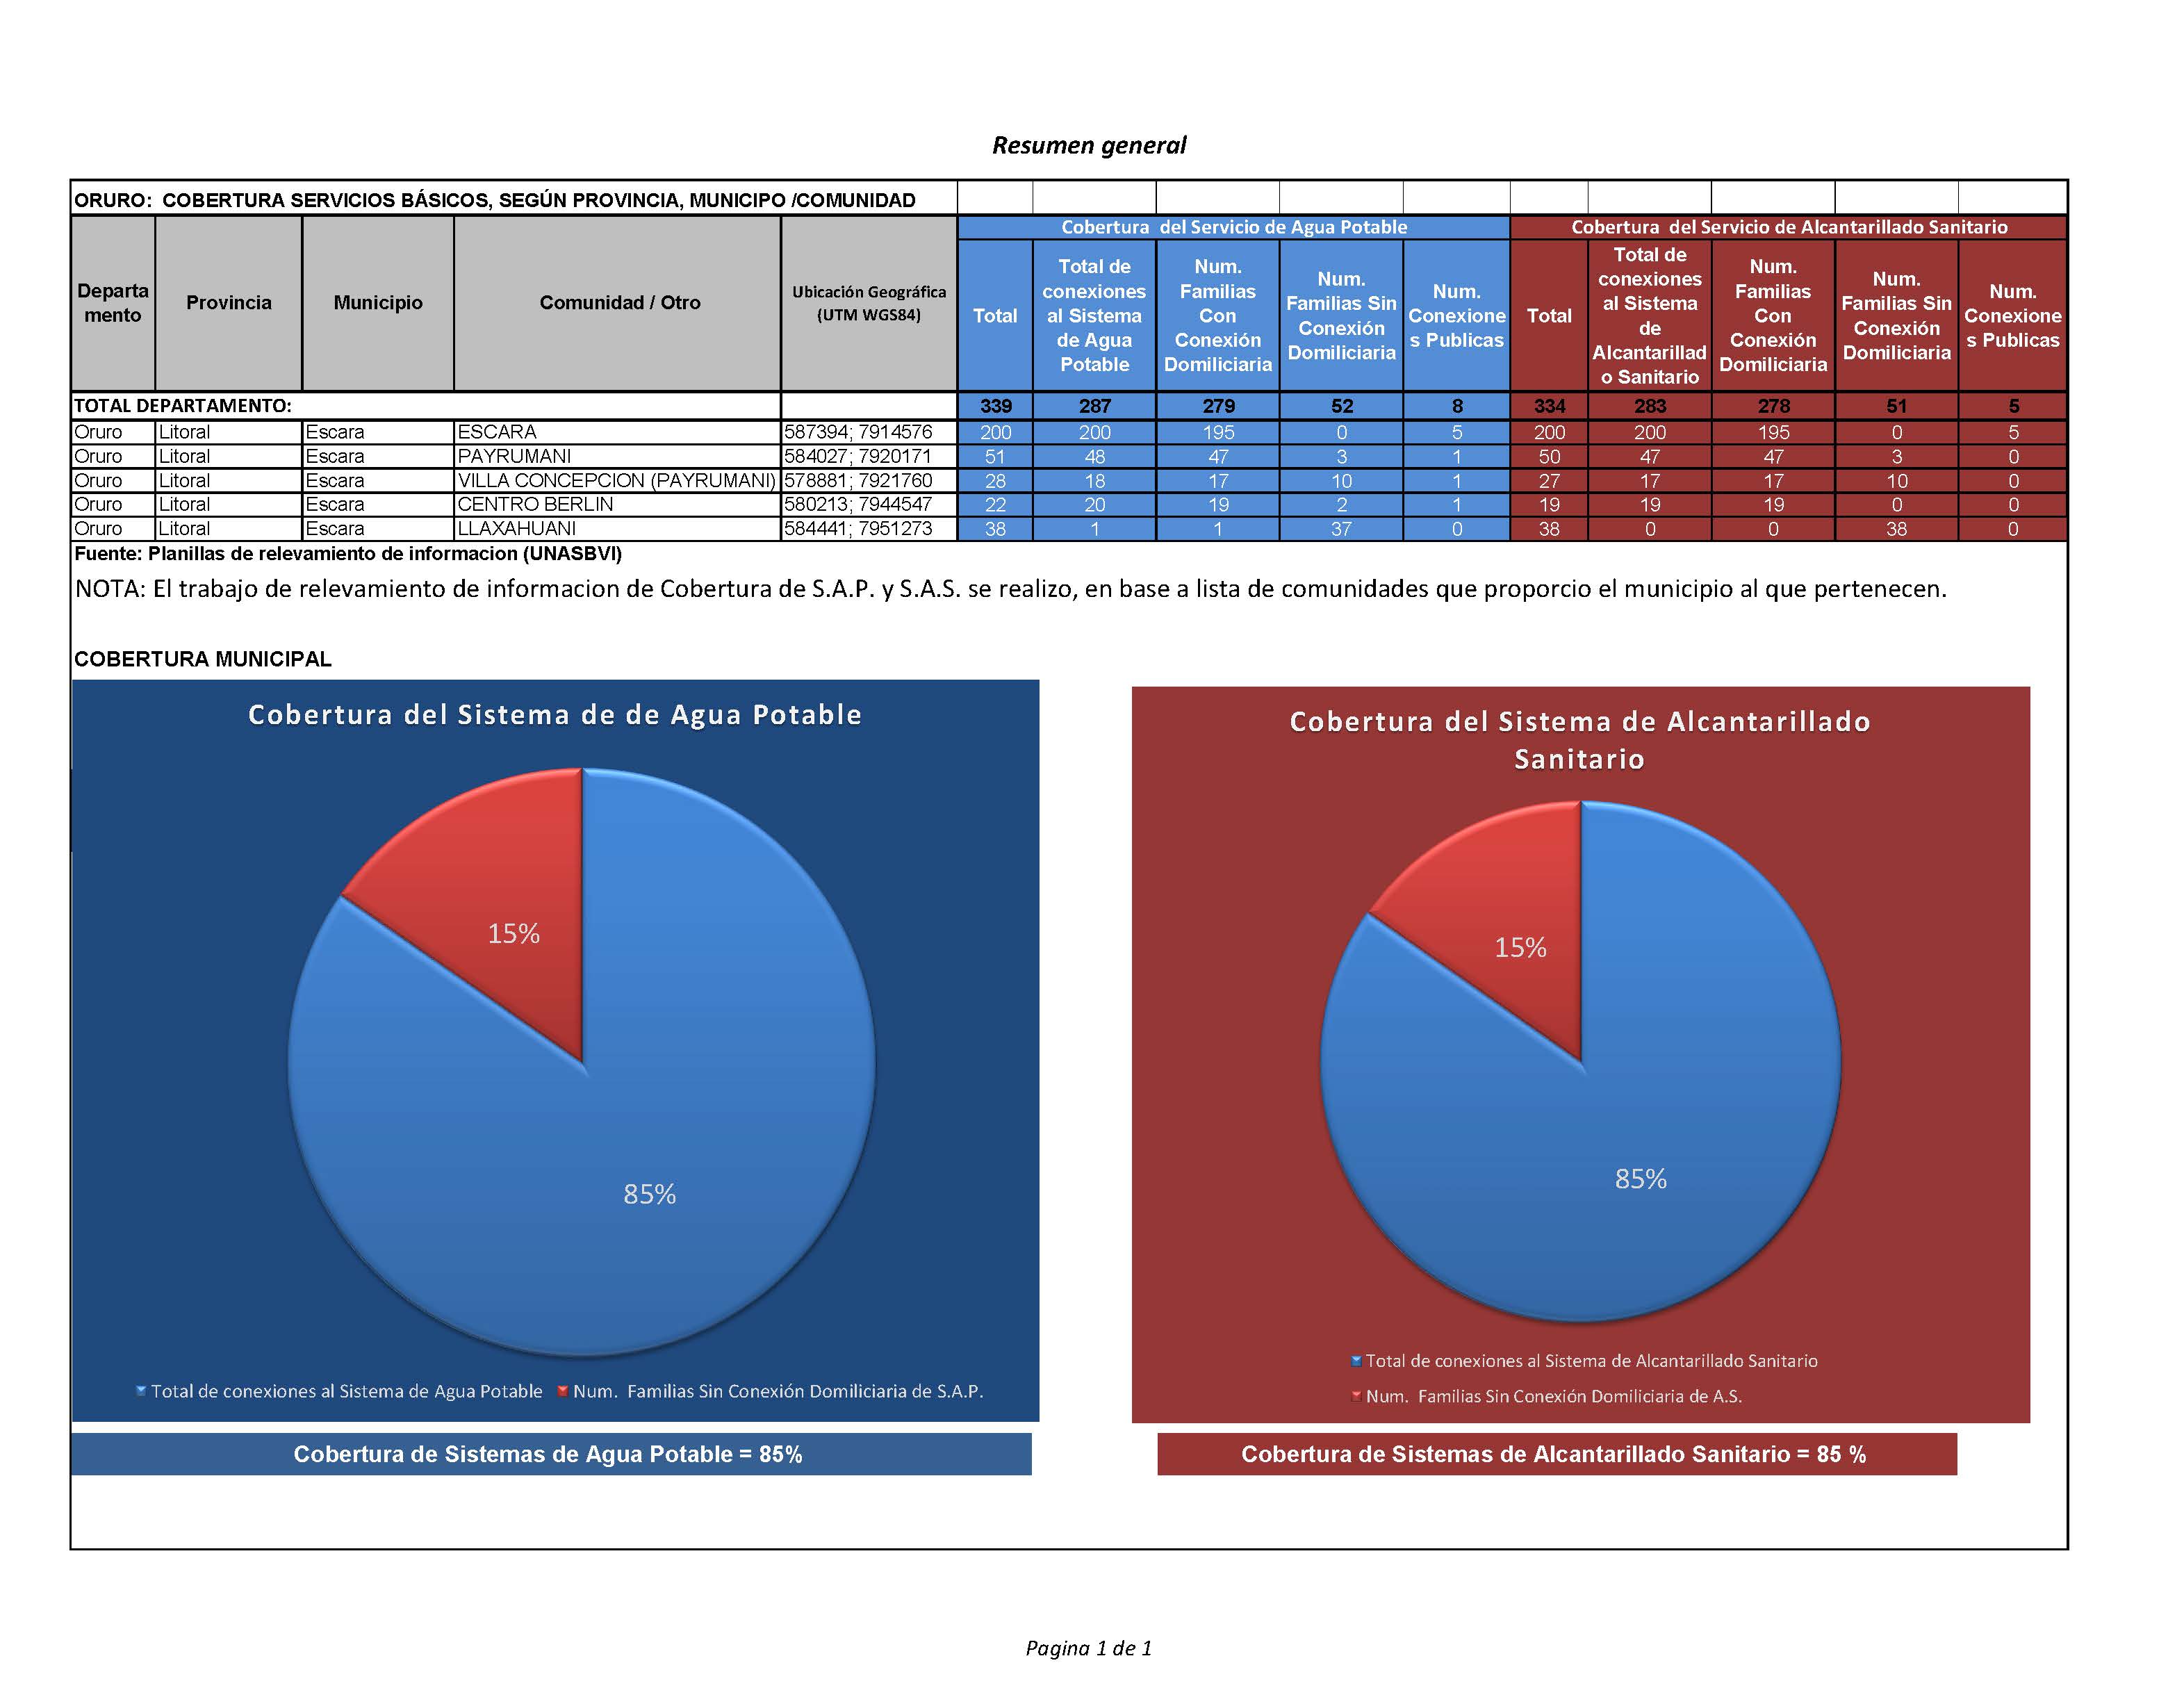 Resumen general
ORURO: COBERTURA SERVICIOS BÁSICOS, SEGÚN PROVINCIA, MUNICIPO /COMUNIDAD
Cobertura del Servicio de Agua Potable Cobertura del Servicio de Alcantarillado Sanitario
Departa mento Provincia Municipio Comunidad / Otro Ubicación Geográfica (UTM WGS84) Total Total de conexiones al Sistema de Agua Potable Num. Familias Con Conexión Domiliciaria Num. Familias Sin Conexión Domiliciaria Num. Conexione s Publicas Total Total de conexiones al Sistema de Alcantarillad o Sanitario Num. Familias Con Conexión Domiliciaria Num. Familias Sin Conexión Domiliciaria Num. Conexione s Publicas
TOTAL DEPARTAMENTO: 339 287 279 52 8 334 283 278 51 5
Oruro Litoral Escara ESCARA 587394; 7914576 200 200 195 0 5 200 200 195 0 5
Oruro Litoral Escara PAYRUMANI 584027; 7920171 51 48 47 3 1 50 47 47 3 0
Oruro Litoral Escara VILLA CONCEPCION (PAYRUMANI) 578881; 7921760 28 18 17 10 1 27 17 17 10 0
Oruro Litoral Escara CENTRO BERLIN 580213; 7944547 22 20 19 2 1 19 19 19 0 0
Oruro Litoral Escara LLAXAHUANI 584441; 7951273 38 1 1 37 0 38 0 0 38 0
Fuente: Planillas de relevamiento de informacion (UNASBVI)
NOTA: El trabajo de relevamiento de informacion de Cobertura de S.A.P. y S.A.S. se realizo, en base a lista de comunidades que proporcio el municipio al que pertenecen.
COBERTURA MUNICIPAL
Cobertura del Sistema de de Agua Potable
15%
85%
Total de conexiones al Sistema de Agua Potable Num. Familias Sin Conexión Domiliciaria de S.A.P.
Cobertura de Sistemas de Agua Potable = 85%
Cobertura del Sistema de Alcantarillado
Sanitario
15%
85%
Total de conexiones al Sistema de Alcantarillado Sanitario
Num. Familias Sin Conexión Domiliciaria de A.S.
Cobertura de Sistemas de Alcantarillado Sanitario = 85 %
Pagina 1 de 1